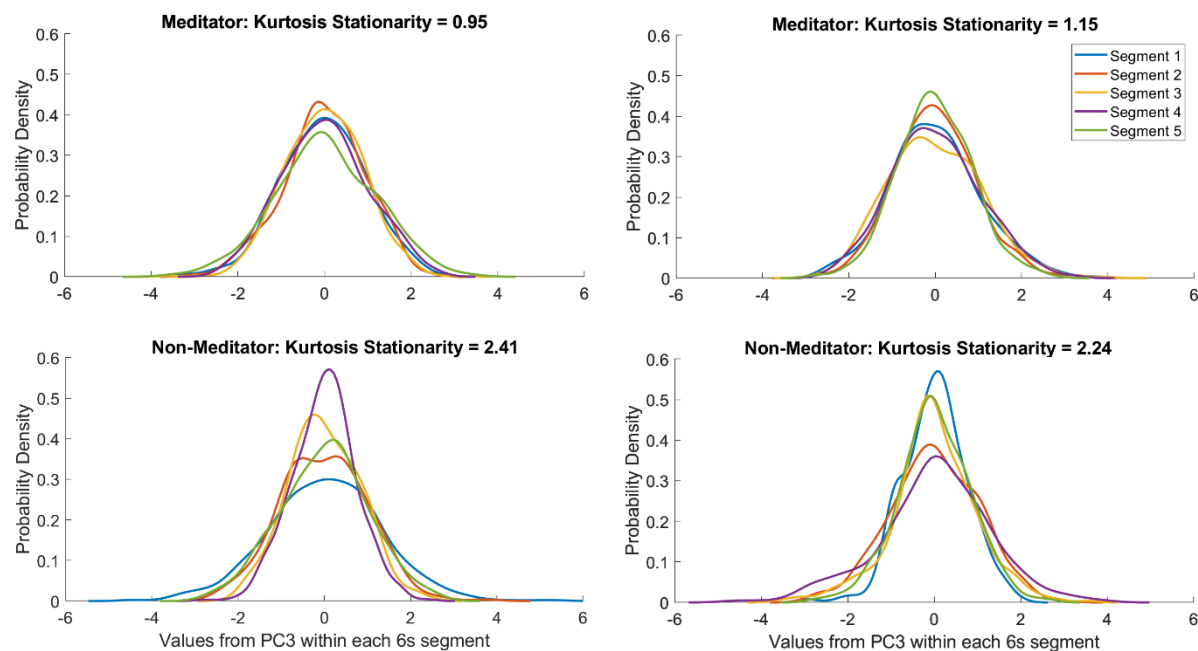 Meditator: Kurtosis Stationarity = 0.95
0.6
0.5
0.4
0.3
0.2
0.1
0
Probability Density
-6 -4 -2 0 2 4 6
Meditator: Kurtosis Stationarity = 1.15
0.6
0.5
0.4
0.3
0.2
0.1
0
Probability Density
-6 -4 -2 0 2 4 6
Segment 1
Segment 2
Segment 3
Segment 4
Segment 5
Non-Meditator: Kurtosis Stationarity = 2.41
0.6
0.5
0.4
0.3
0.2
0.1
0
Probability Density
-6 -4 -2 0 2 4 6
Values from PC3 within each 6s segment
Non-Meditator: Kurtosis Stationarity = 2.24
0.6
0.5
0.4
0.3
0.2
0.1
0
Probability Density
-6 -4 -2 0 2 4 6
Values from PC3 within each 6s segment